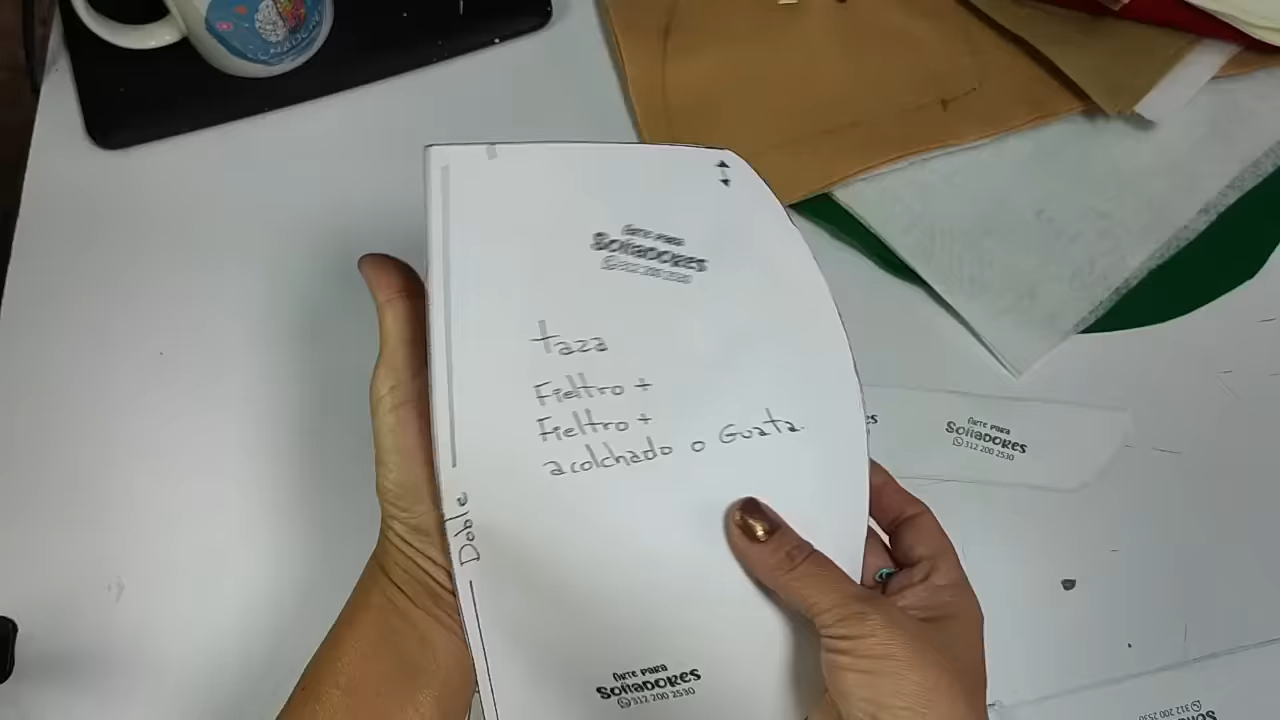 ARTE PARA
SOÑADORES
312 200 2530
taza
Fieltro +
Fieltro +
acolchado o Guata.
Doble
ARTE PARA
SOÑADORES
312 200 2530
ARTE PARA
SOÑADORES
312 200 2530